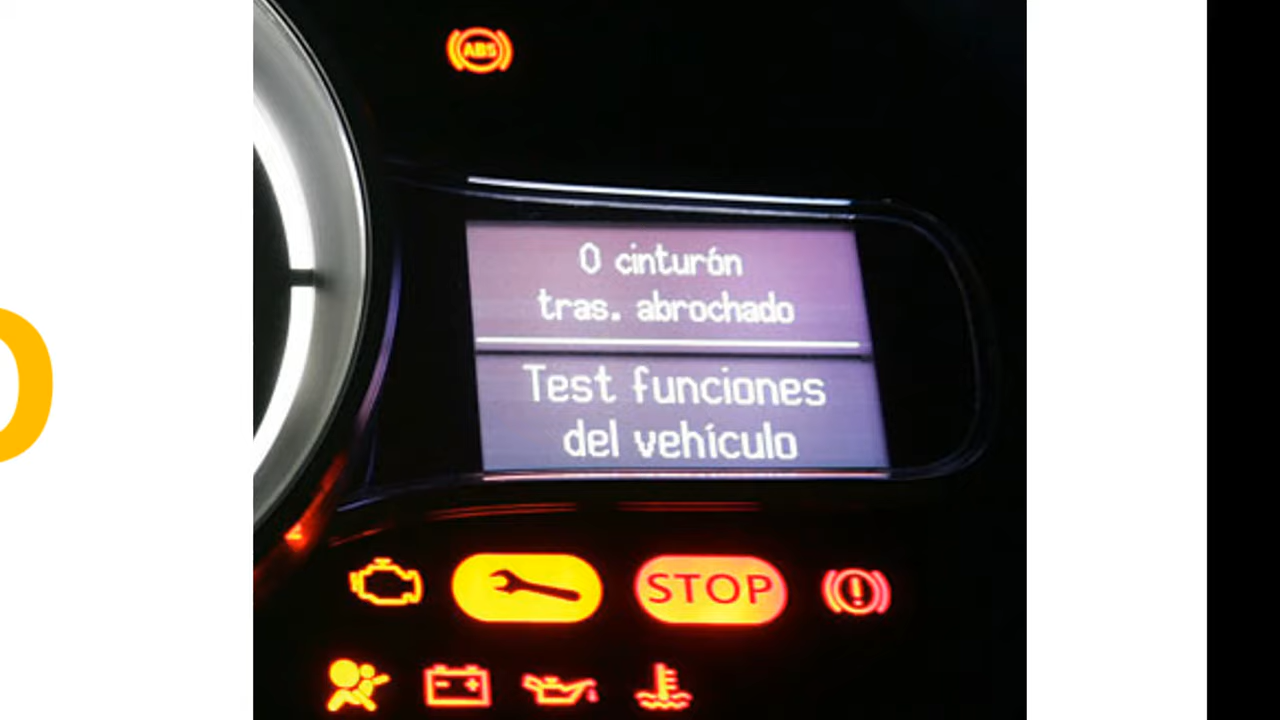 ABS
0 cinturón
tras. abrochado
Test funciones
del vehículo
STOP